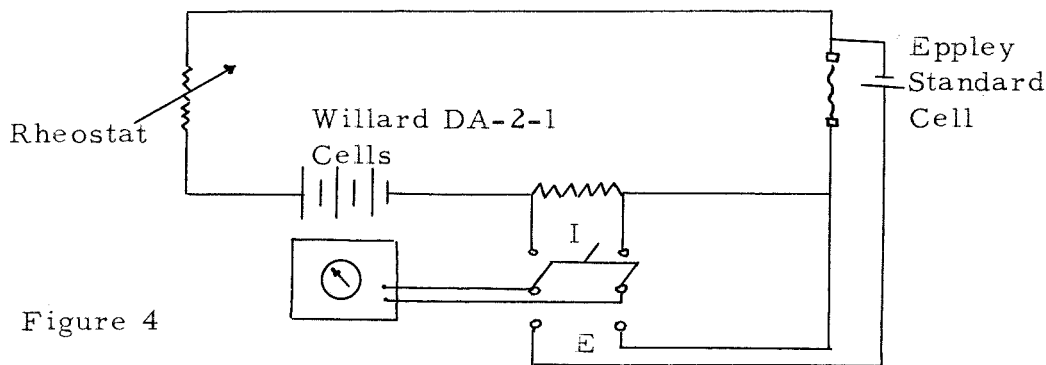 Eppley
Standard
Cell
Rheostat
Willard DA-2-1
Cells
I
E
Figure 4